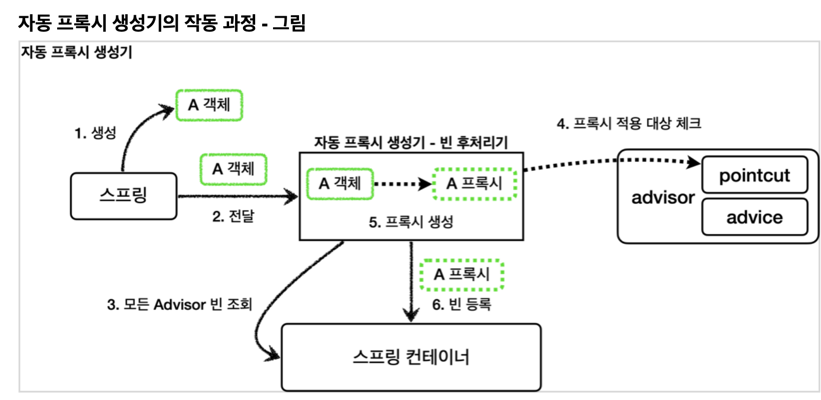 자동 프록시 생성기의 작동 과정 - 그림
자동 프록시 생성기
A 객체
1. 생성
자동 프록시 생성기 - 빈 후처리기
4. 프록시 적용 대상 체크
스프링
A 객체
2. 전달
A 객체
A 프록시
5. 프록시 생성
advisor
pointcut
advice
3. 모든 Advisor 빈 조회
A 프록시
6. 빈 등록
스프링 컨테이너